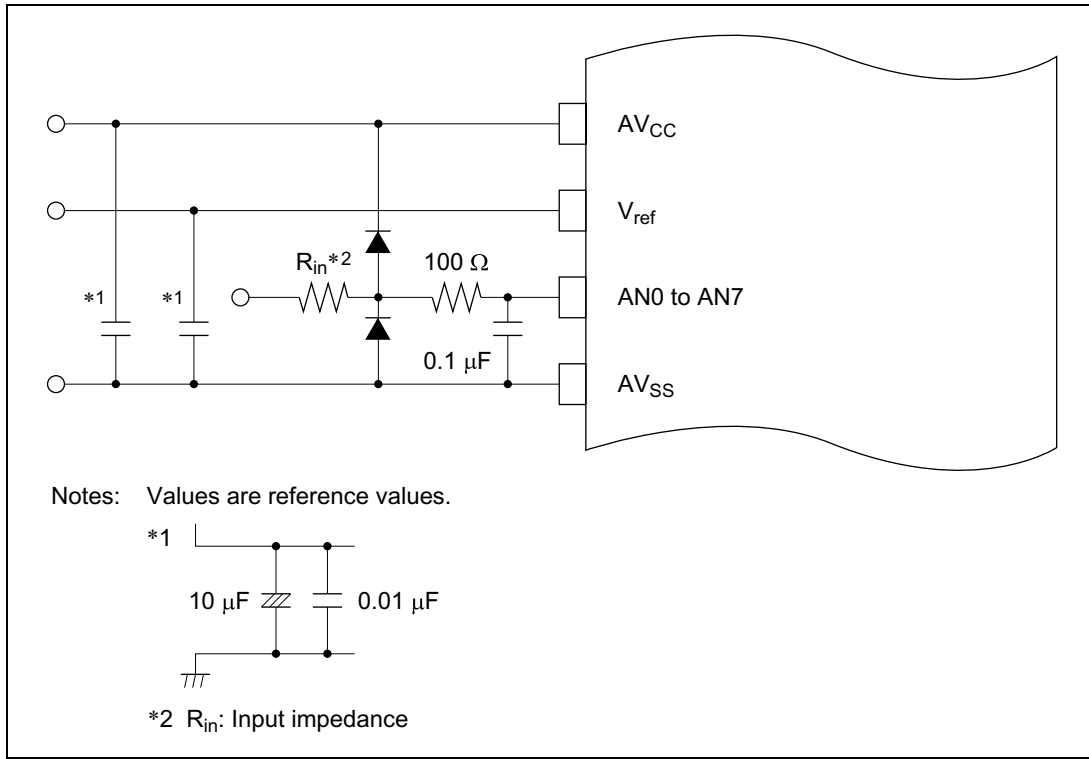 AVCC
Vref
Rin*2
100 Ω
*1
*1
AN0 to AN7
0.1 μF
AVSS
Notes: Values are reference values.
*1
10 μF
0.01 μF
*2 Rin: Input impedance